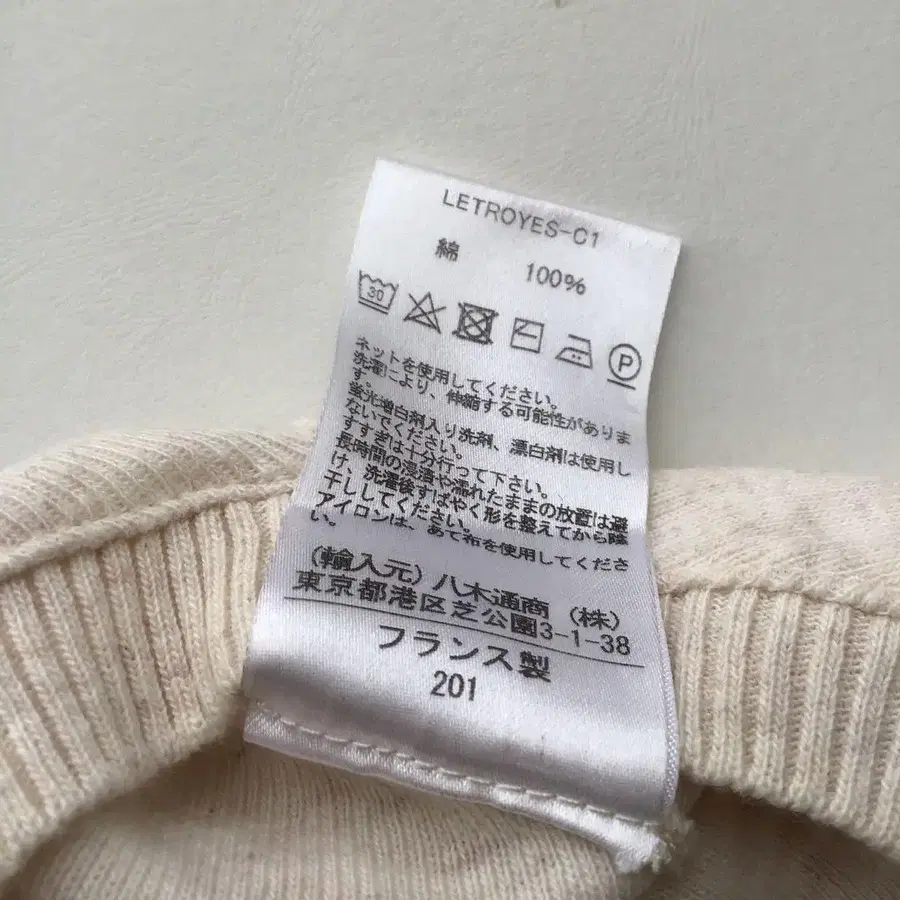 LETROYES-C1
綿 100%
30
P
ネットを使用してください。
洗濯により、伸縮する可能性がありま
す。
蛍光増白剤入り洗剤、漂白剤は使用し
ないでください。
すすぎは十分行って下さい。
長時間の浸漬や濡れたままの放置は避
け、洗濯後すばやく形を整えてから陰
干ししてください。
アイロンは、あて布を使用してくださ
い。
(輸入元) 八木通商 (株)
東京都港区芝公園3-1-38
フランス製
201